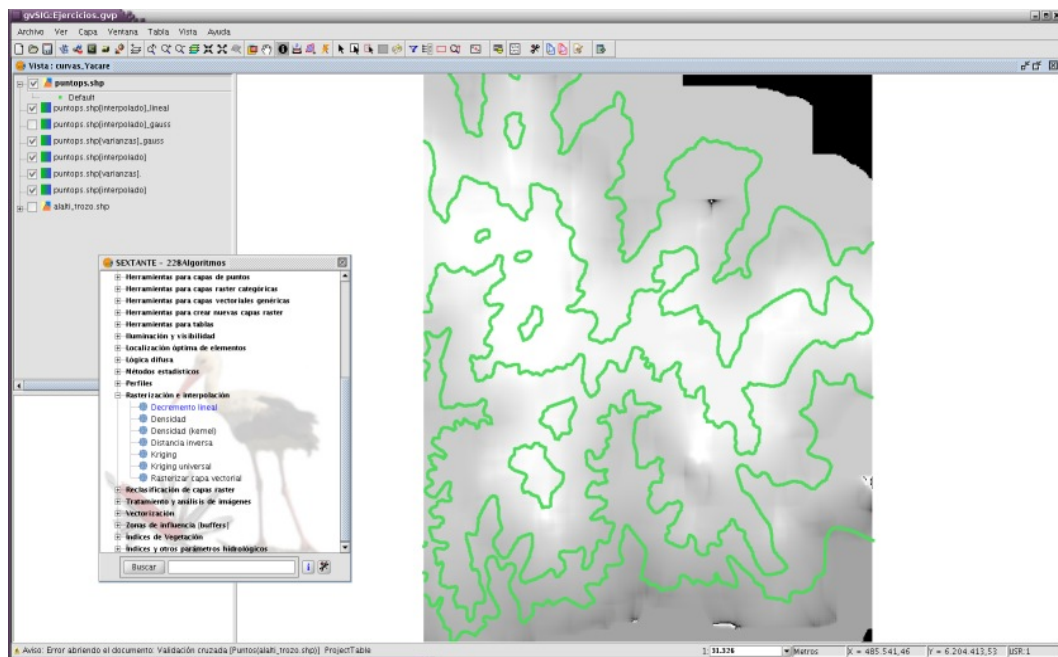 gvSIG:Ejercicios.gvp
Archivo Ver Capa Ventana Tabla Vista Ayuda
Vista : curvas_Yacare
puntops.shp
Default
puntops.shp[interpolado]_lineal
puntops.shp[interpolado]_gauss
puntops.shp[varianzas]_gauss
puntops.shp[interpolado]
puntops.shp[varianzas].
puntops.shp[interpolado]
alalti_trozo.shp
SEXTANTE - 228Algoritmos
Herramientas para capas de puntos
Herramientas para capas raster categóricas
Herramientas para capas vectoriales genéricas
Herramientas para crear nuevas capas raster
Herramientas para tablas
Iluminación y visibilidad
Localización óptima de elementos
Lógica difusa
Métodos estadísticos
Perfiles
Rasterización e interpolación
Decremento lineal
Densidad
Densidad (kernel)
Distancia inversa
Kriging
Kriging universal
Rasterizar capa vectorial
Reclasificación de capas raster
Tratamiento y análisis de imágenes
Vectorización
Zonas de influencia [buffers]
Índices de Vegetación
Índices y otros parámetros hidrológicos
Buscar
Aviso: Error abriendo el documento: Validación cruzada [Puntos(alalti_trozo.shp)] ProjectTable
1: 31.326 Metros X = 485.541,46 Y = 6.204.413,53 USR:1